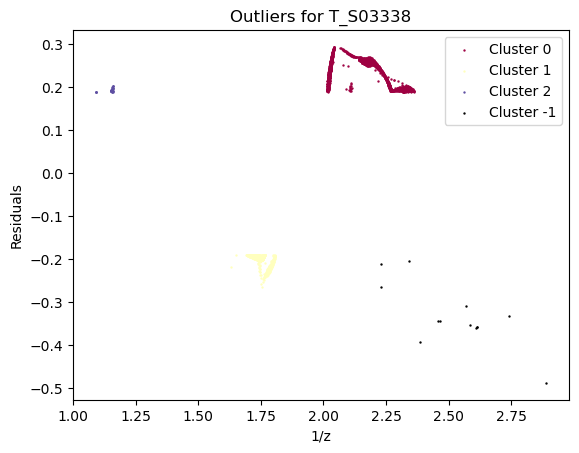 Outliers for T_S03338
Cluster 0
Cluster 1
Cluster 2
Cluster -1
Residuals
0.3
0.2
0.1
0.0
−0.1
−0.2
−0.3
−0.4
−0.5
1.00 1.25 1.50 1.75 2.00 2.25 2.50 2.75
1/z